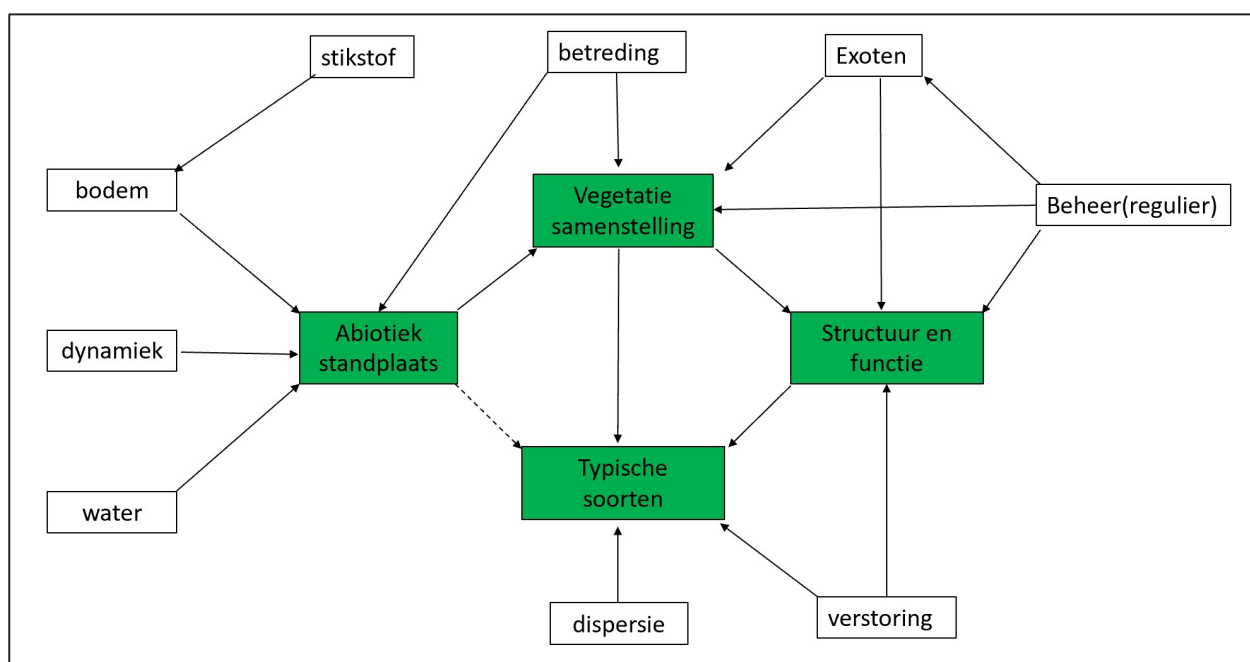 stikstof
betreding
Exoten
bodem
Vegetatie
samenstelling
Beheer(regulier)
dynamiek
Abiotiek
standplaats
Structuur en
functie
water
Typische
soorten
dispersie
verstoring